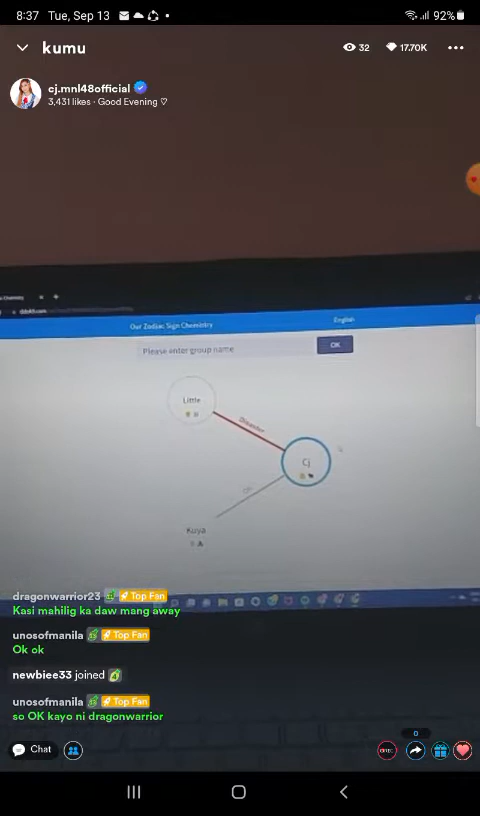 8:37 Tue, Sep 13
92%
kumu
32
17.70K
cj.mnl48official
3,431 likes · Good Evening ♡
Our Zodiac Sign Chemistry
English
Please enter group name
OK
Little
Disaster
Cj
Kuya
dragonwarrior23 Top Fan
Kasi mahilig ka daw mang away
unosofmanila Top Fan
Ok ok
newbiee33 joined
unosofmanila Top Fan
so OK kayo ni dragonwarrior
0
Chat
REC